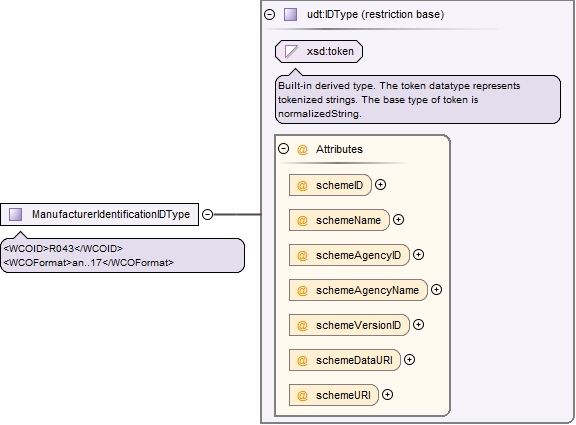 udt:IDType (restriction base)
xsd:token
Built-in derived type. The token datatype represents
tokenized strings. The base type of token is
normalizedString.
@ Attributes
@ schemeID
@ schemeName
@ schemeAgencyID
@ schemeAgencyName
@ schemeVersionID
@ schemeDataURI
@ schemeURI
ManufacturerIdentificationIDType
<WCOID>R043</WCOID>
<WCOFormat>an..17</WCOFormat>